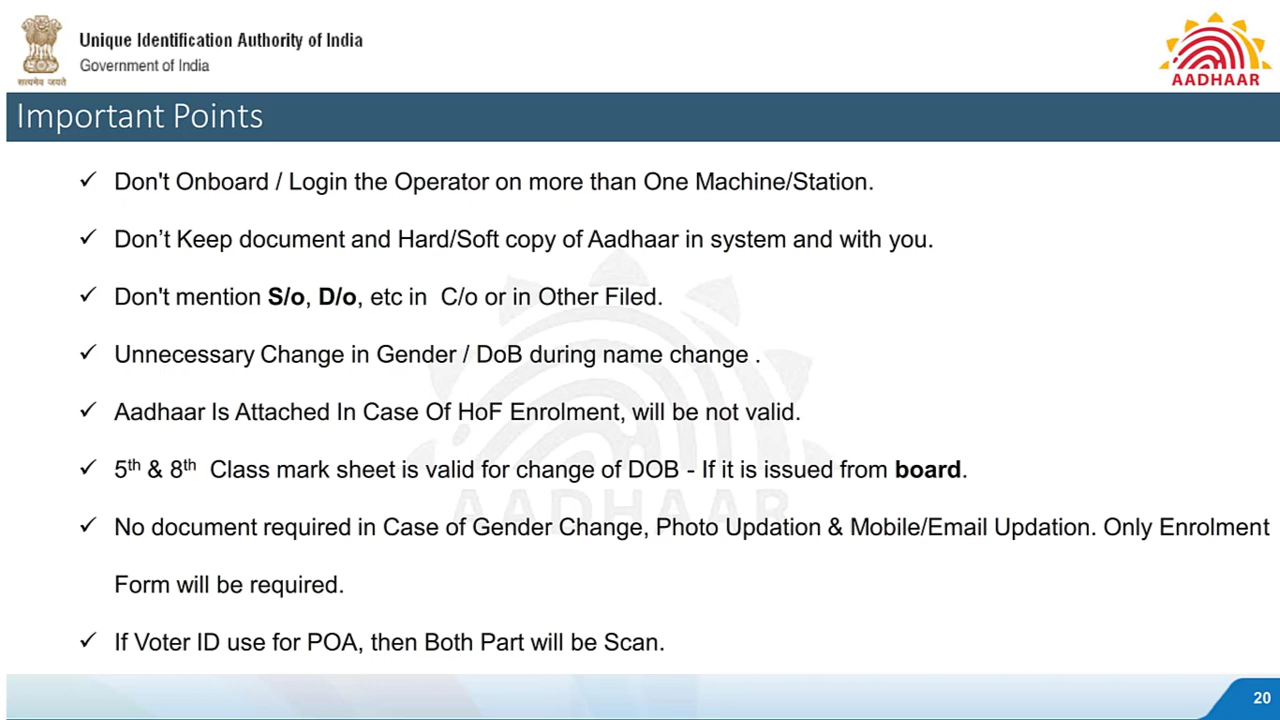 Unique Identification Authority of India
Government of India
सत्यमेव जयते
AADHAAR
Important Points
✓ Don't Onboard / Login the Operator on more than One Machine/Station.
✓ Don’t Keep document and Hard/Soft copy of Aadhaar in system and with you.
✓ Don't mention S/o, D/o, etc in C/o or in Other Filed.
✓ Unnecessary Change in Gender / DoB during name change .
✓ Aadhaar Is Attached In Case Of HoF Enrolment, will be not valid.
✓ 5th & 8th Class mark sheet is valid for change of DOB - If it is issued from board.
✓ No document required in Case of Gender Change, Photo Updation & Mobile/Email Updation. Only Enrolment
Form will be required.
✓ If Voter ID use for POA, then Both Part will be Scan.
AADHAAR
20